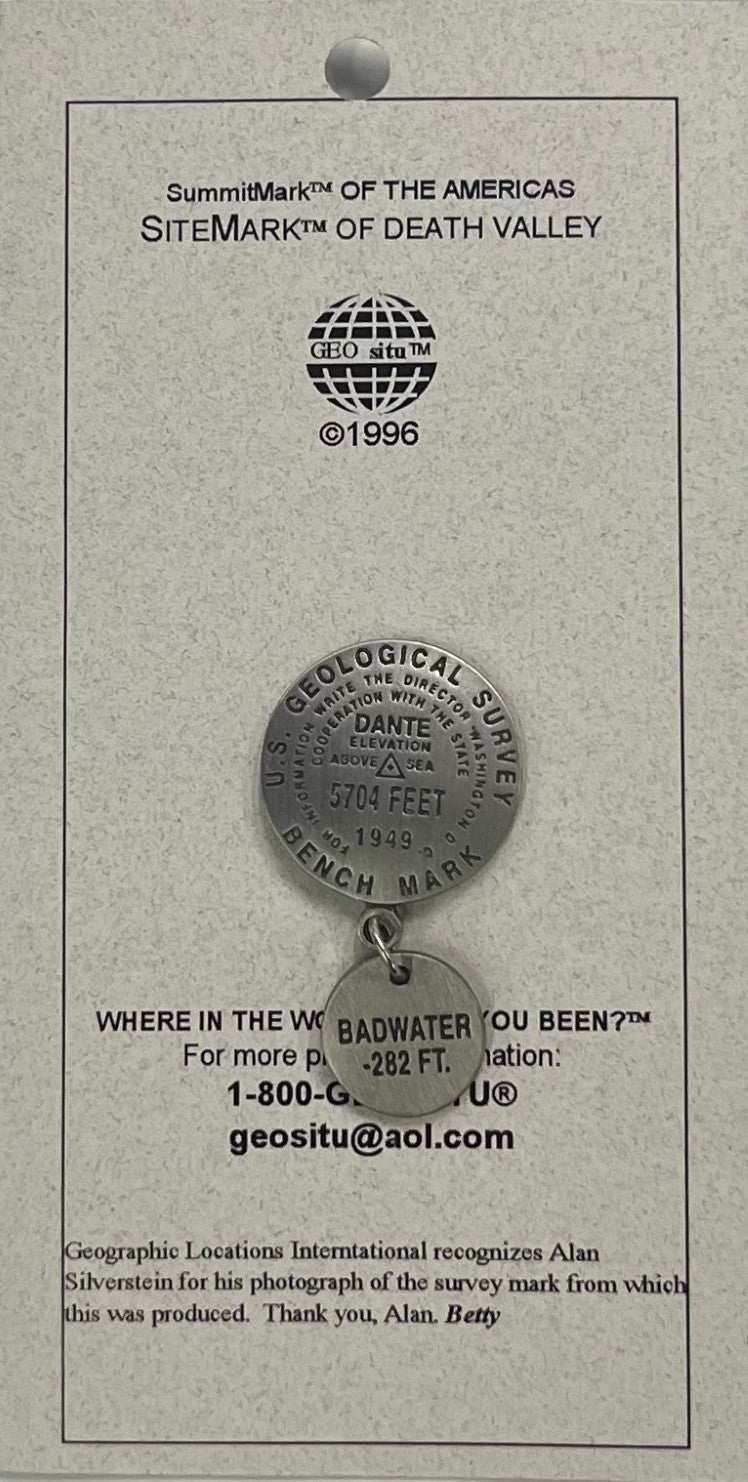 SummitMark™ OF THE AMERICAS
SITEMARK™ OF DEATH VALLEY
GEO situ™
©1996
U.S. GEOLOGICAL SURVEY
INFORMATION WRITE THE DIRECTOR WASHINGTON D C
COOPERATION WITH THE STATE
DANTE
ELEVATION
ABOVE SEA
5704 FEET
1949
FOR
BENCH MARK
BADWATER
-282 FT.
WHERE IN THE YOU BEEN?™
For more
1-800-
geositu@aol.com
Geographic Locations Interntational recognizes Alan
Silverstein for his photograph of the survey mark from which
this was produced. Thank you, Alan. Betty